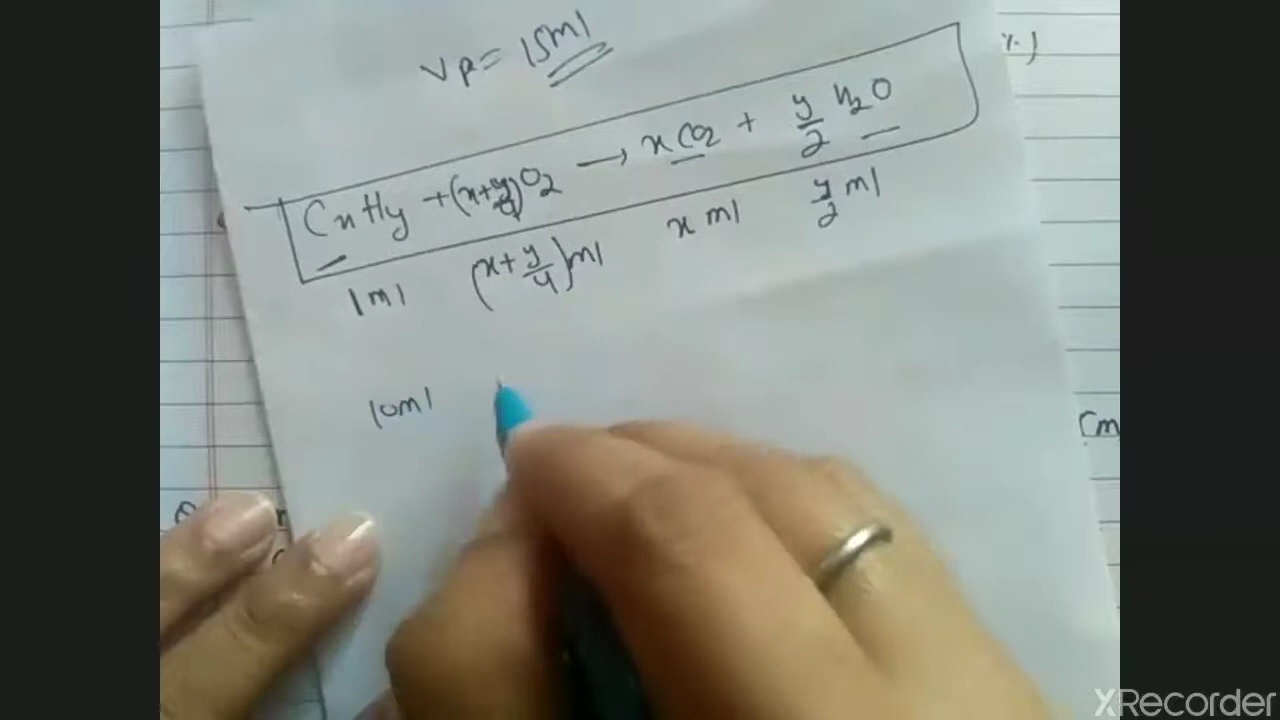 Vp = 15ml
CxHy + (x+y/4)O2 → xCO2 + y/2 H2O
1ml (x+y/4)ml x ml y/2 ml
10ml
XRecorder